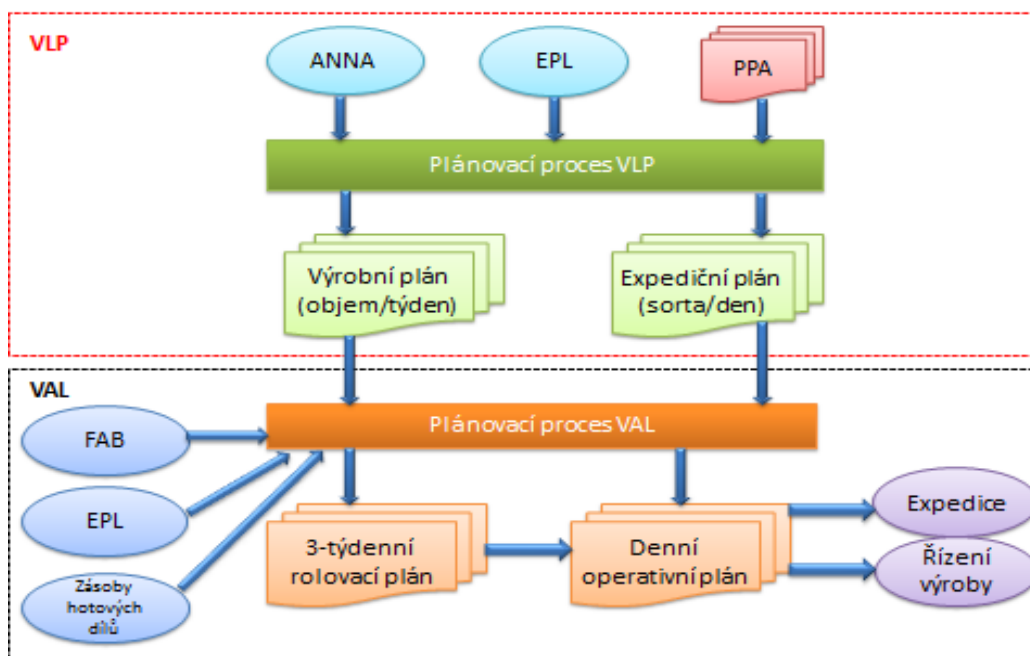 VLP
ANNA
EPL
PPA
Plánovací proces VLP
Výrobní plán
(objem/týden)
Expediční plán
(sorta/den)
VAL
Plánovací proces VAL
FAB
EPL
Zásoby
hotových
dílů
3-týdenní
rolovací plán
Denní
operativní plán
Expedice
Řízení
výroby